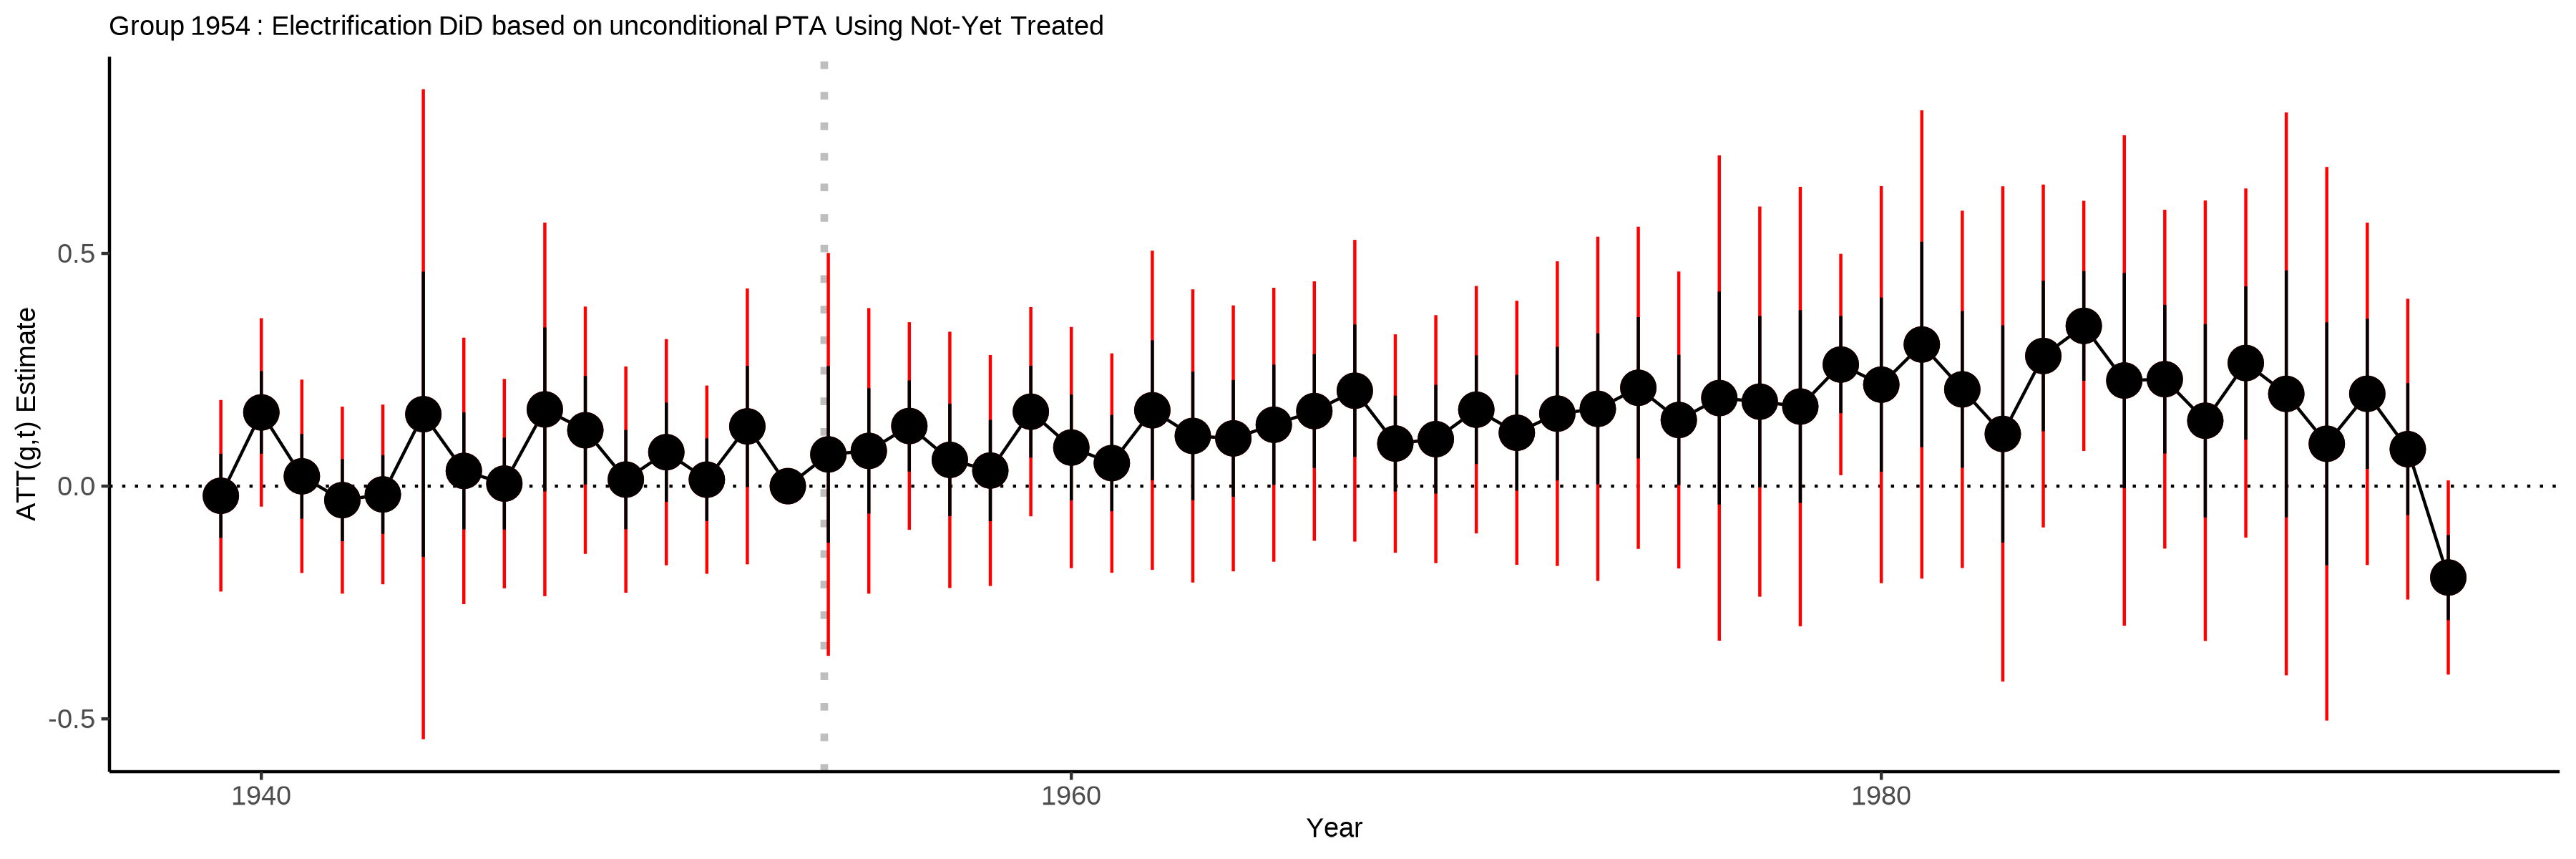 Group 1954 : Electrification DiD based on unconditional PTA Using Not-Yet Treated
ATT(g,t) Estimate
0.5
0.0
-0.5
1940
1960
1980
Year